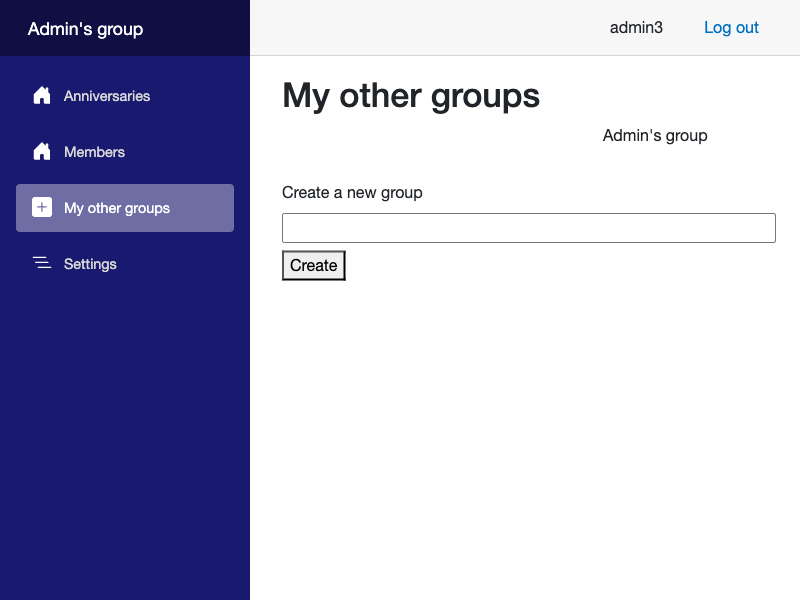 Admin's group
admin3
Log out
Anniversaries
Members
My other groups
Settings
My other groups
Admin's group
Create a new group
Create